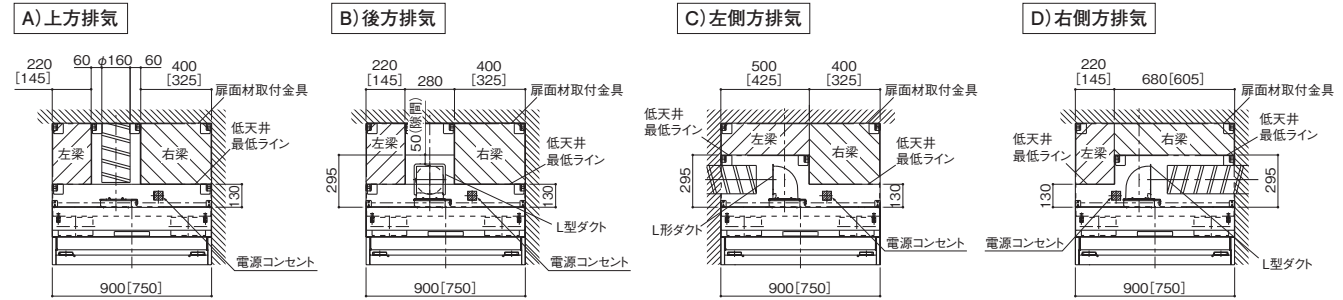 A)上方排気
220
[145]
60
φ160
60
400
[325]
扉面材取付金具
低天井
最低ライン
左梁
右梁
130
電源コンセント
900[750]
B)後方排気
220
[145]
280
400
[325]
扉面材取付金具
50(隙間)
低天井
最低ライン
左梁
右梁
295
130
L型ダクト
電源コンセント
900[750]
C)左側方排気
500
[425]
400
[325]
扉面材取付金具
低天井
最低ライン
低天井
最低ライン
左梁
右梁
295
130
L形ダクト
電源コンセント
900[750]
D)右側方排気
220
[145]
680[605]
扉面材取付金具
低天井
最低ライン
低天井
最低ライン
左梁
右梁
130
295
電源コンセント
L型ダクト
900[750]